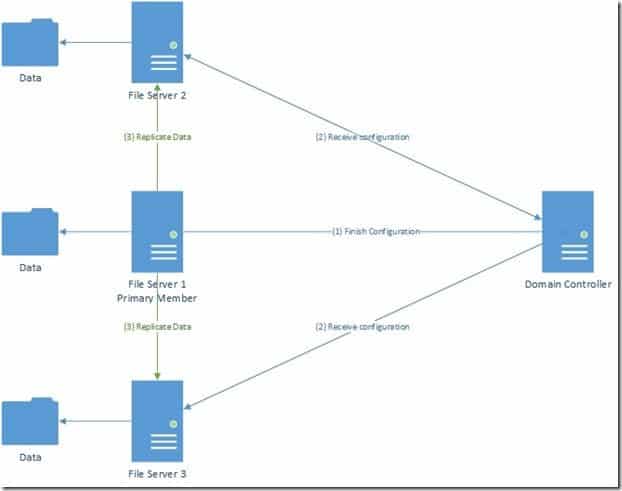 Data
File Server 2
(3) Replicate Data
(2) Receive configuration
Data
File Server 1
Primary Member
(1) Finish Configuration
Domain Controller
(3) Replicate Data
(2) Receive configuration
Data
File Server 3